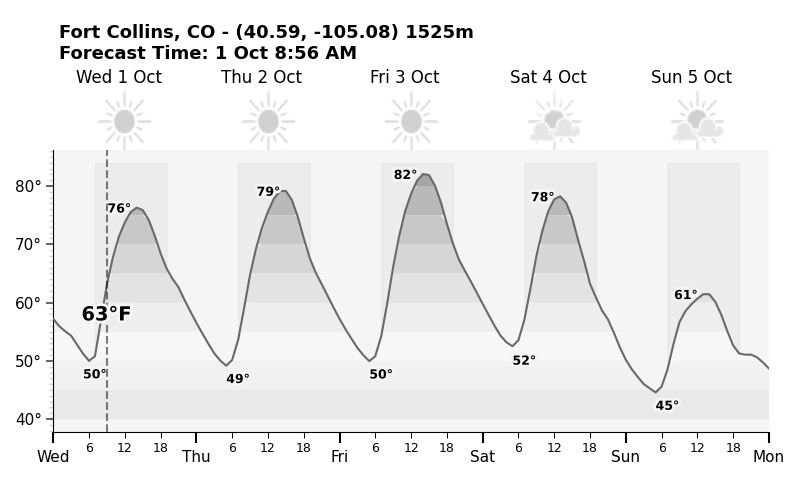 Fort Collins, CO - (40.59, -105.08) 1525m
Forecast Time: 1 Oct 8:56 AM
Wed 1 Oct Thu 2 Oct Fri 3 Oct Sat 4 Oct Sun 5 Oct
80°
70°
60°
50°
40°
76° 79° 82° 78° 61°
63°F
50° 49° 50° 52° 45°
6 12 18 6 12 18 6 12 18 6 12 18 6 12 18
Wed Thu Fri Sat Sun Mon